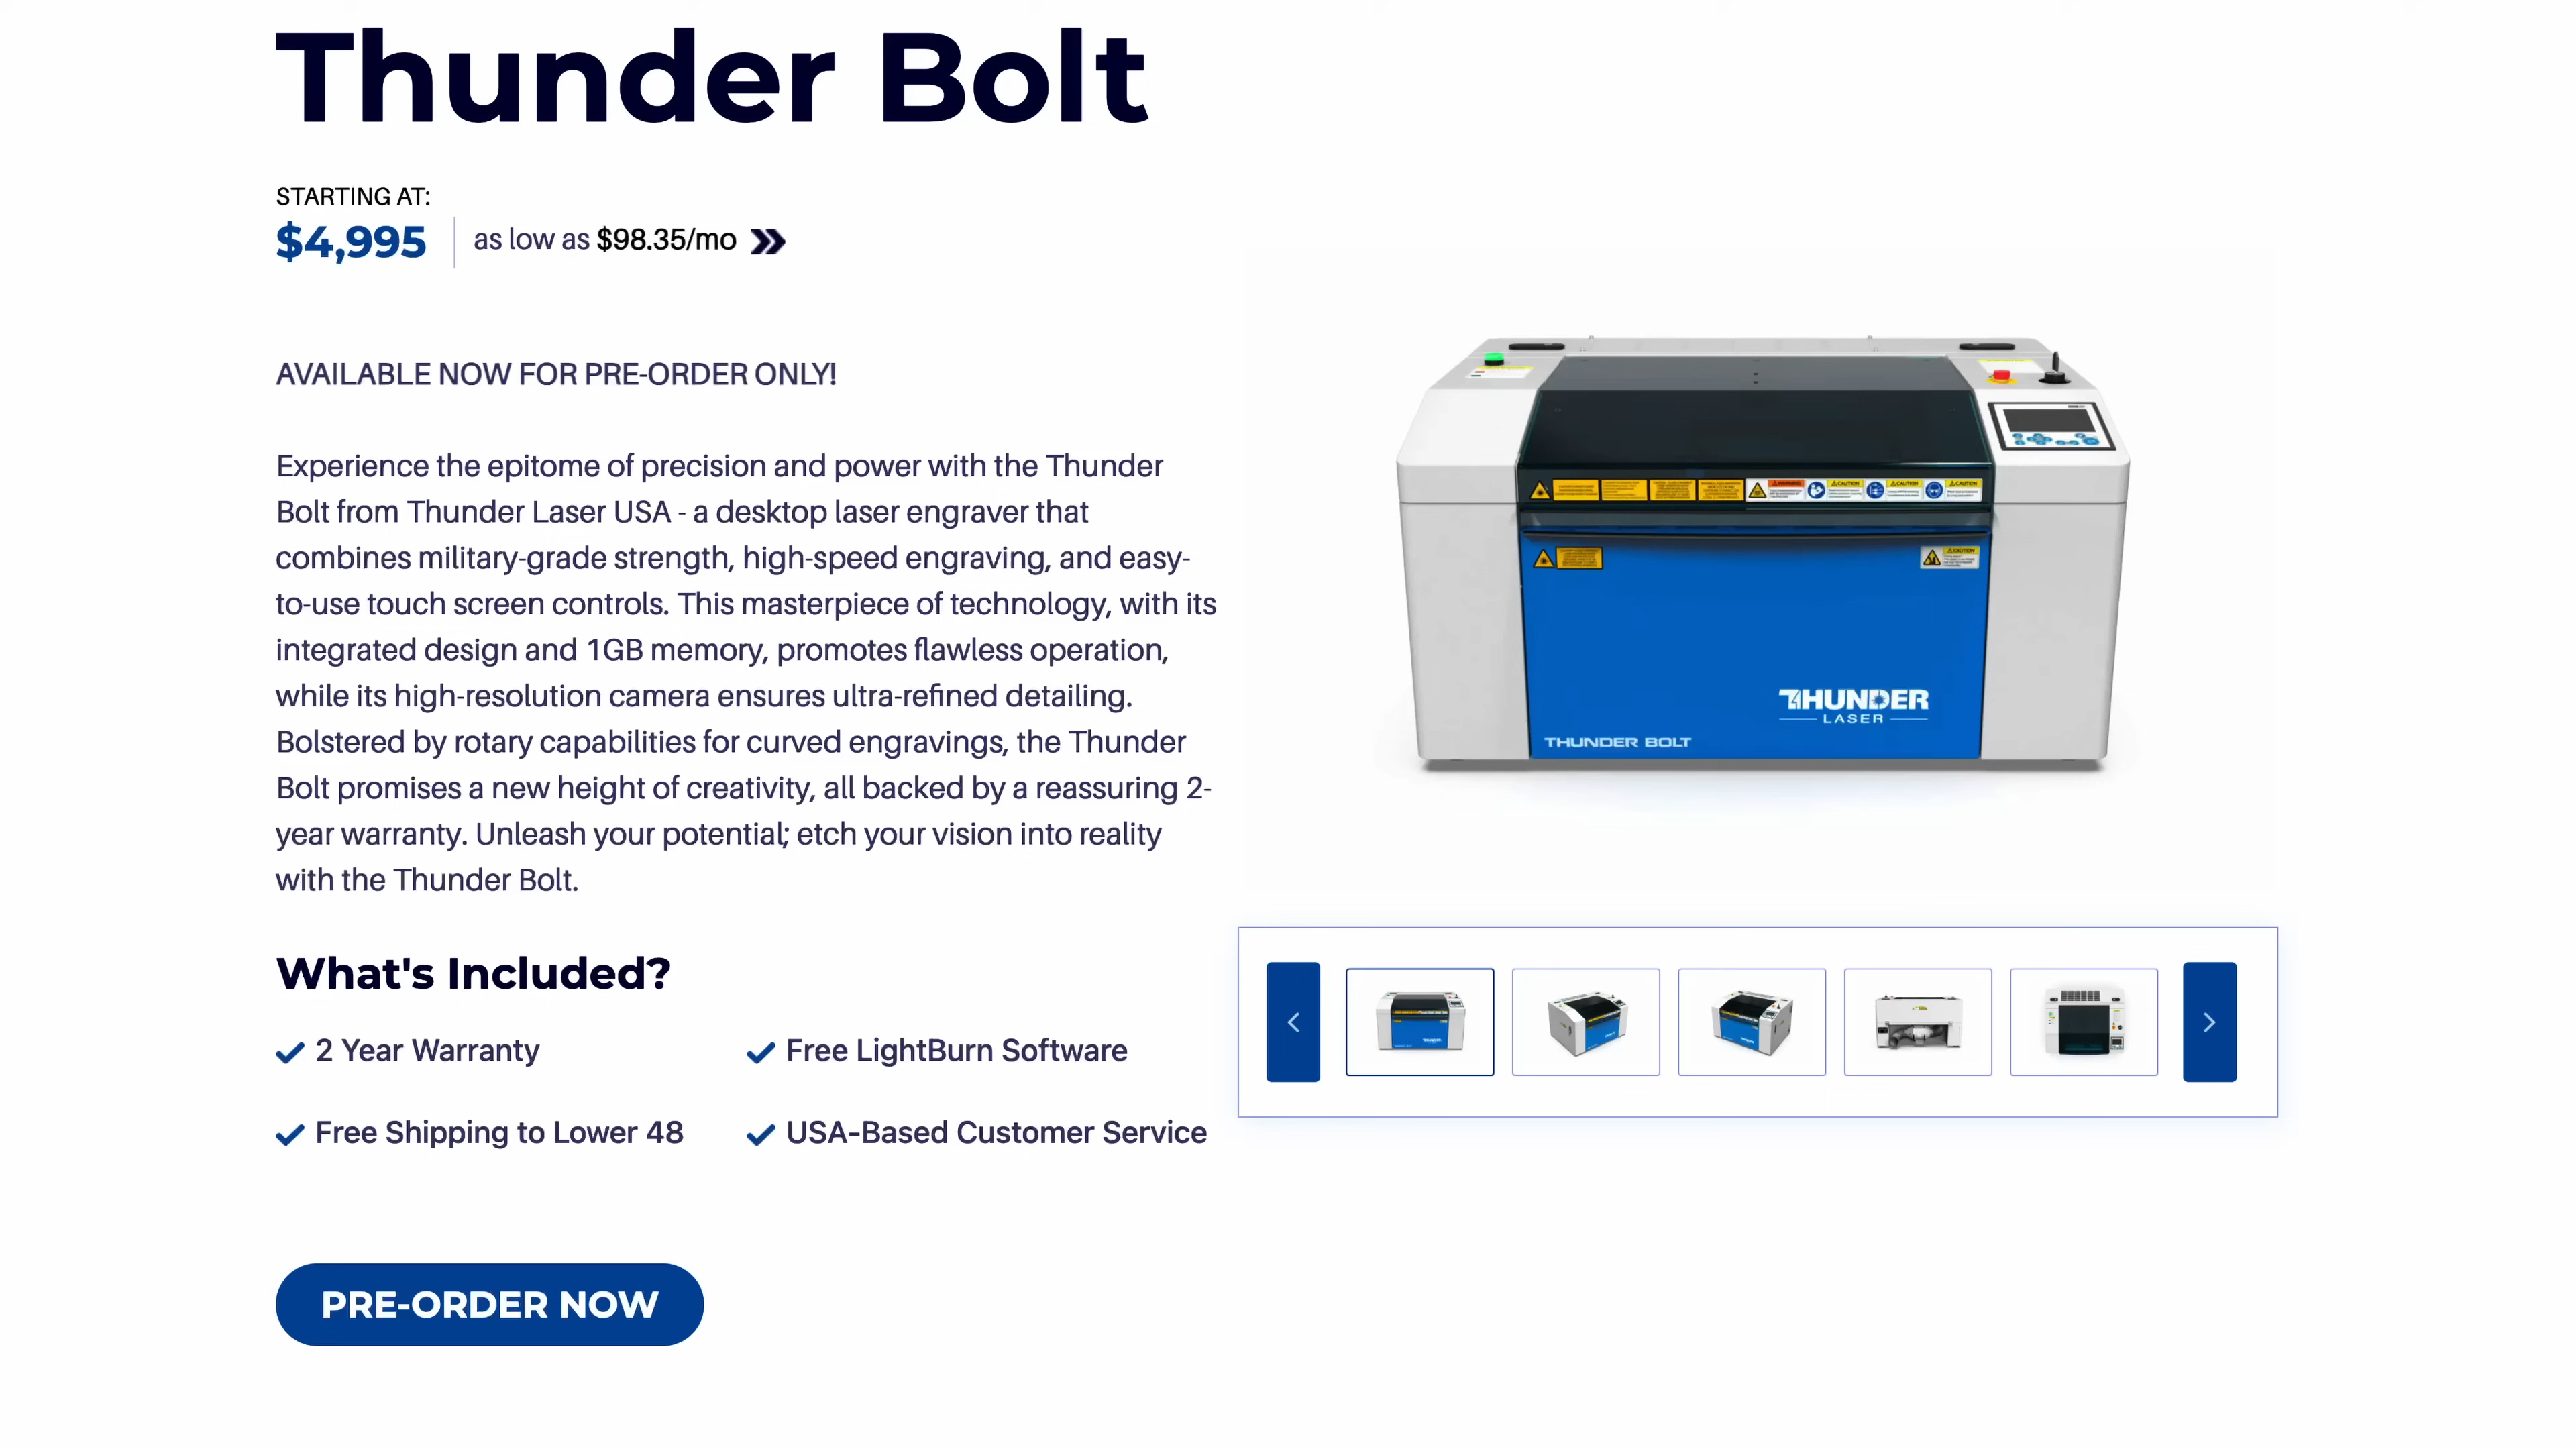 Thunder Bolt
STARTING AT:
$4,995
as low as $98.35/mo
AVAILABLE NOW FOR PRE-ORDER ONLY!
Experience the epitome of precision and power with the Thunder
Bolt from Thunder Laser USA - a desktop laser engraver that
combines military-grade strength, high-speed engraving, and easy-
to-use touch screen controls. This masterpiece of technology, with its
integrated design and 1GB memory, promotes flawless operation,
while its high-resolution camera ensures ultra-refined detailing.
Bolstered by rotary capabilities for curved engravings, the Thunder
Bolt promises a new height of creativity, all backed by a reassuring 2-
year warranty. Unleash your potential; etch your vision into reality
with the Thunder Bolt.
What's Included?
2 Year Warranty
Free LightBurn Software
Free Shipping to Lower 48
USA-Based Customer Service
PRE-ORDER NOW
WARNING
CAUTION
CAUTION
CAUTION
CAUTION
THUNDER
LASER
THUNDER BOLT